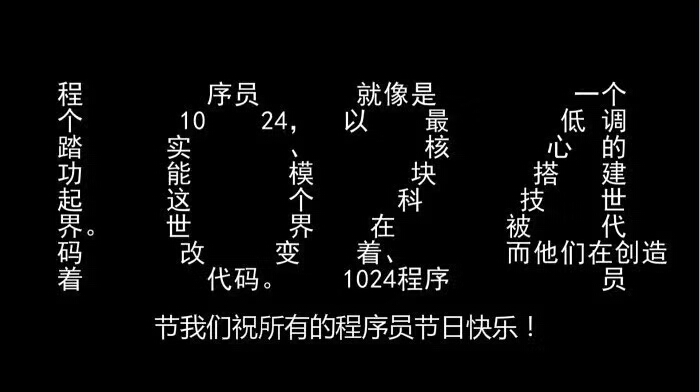 程 序员 就像是 一个
个 10 24, 以 最 低 调
踏 实 、 核 心 的
功 能 模 块 搭 建
起 这 个 科 技 世
界。 世 界 在 被 代
码 改 变 着、 而他们在创造
着 代码。 1024程序 员
节我们祝所有的程序员节日快乐！